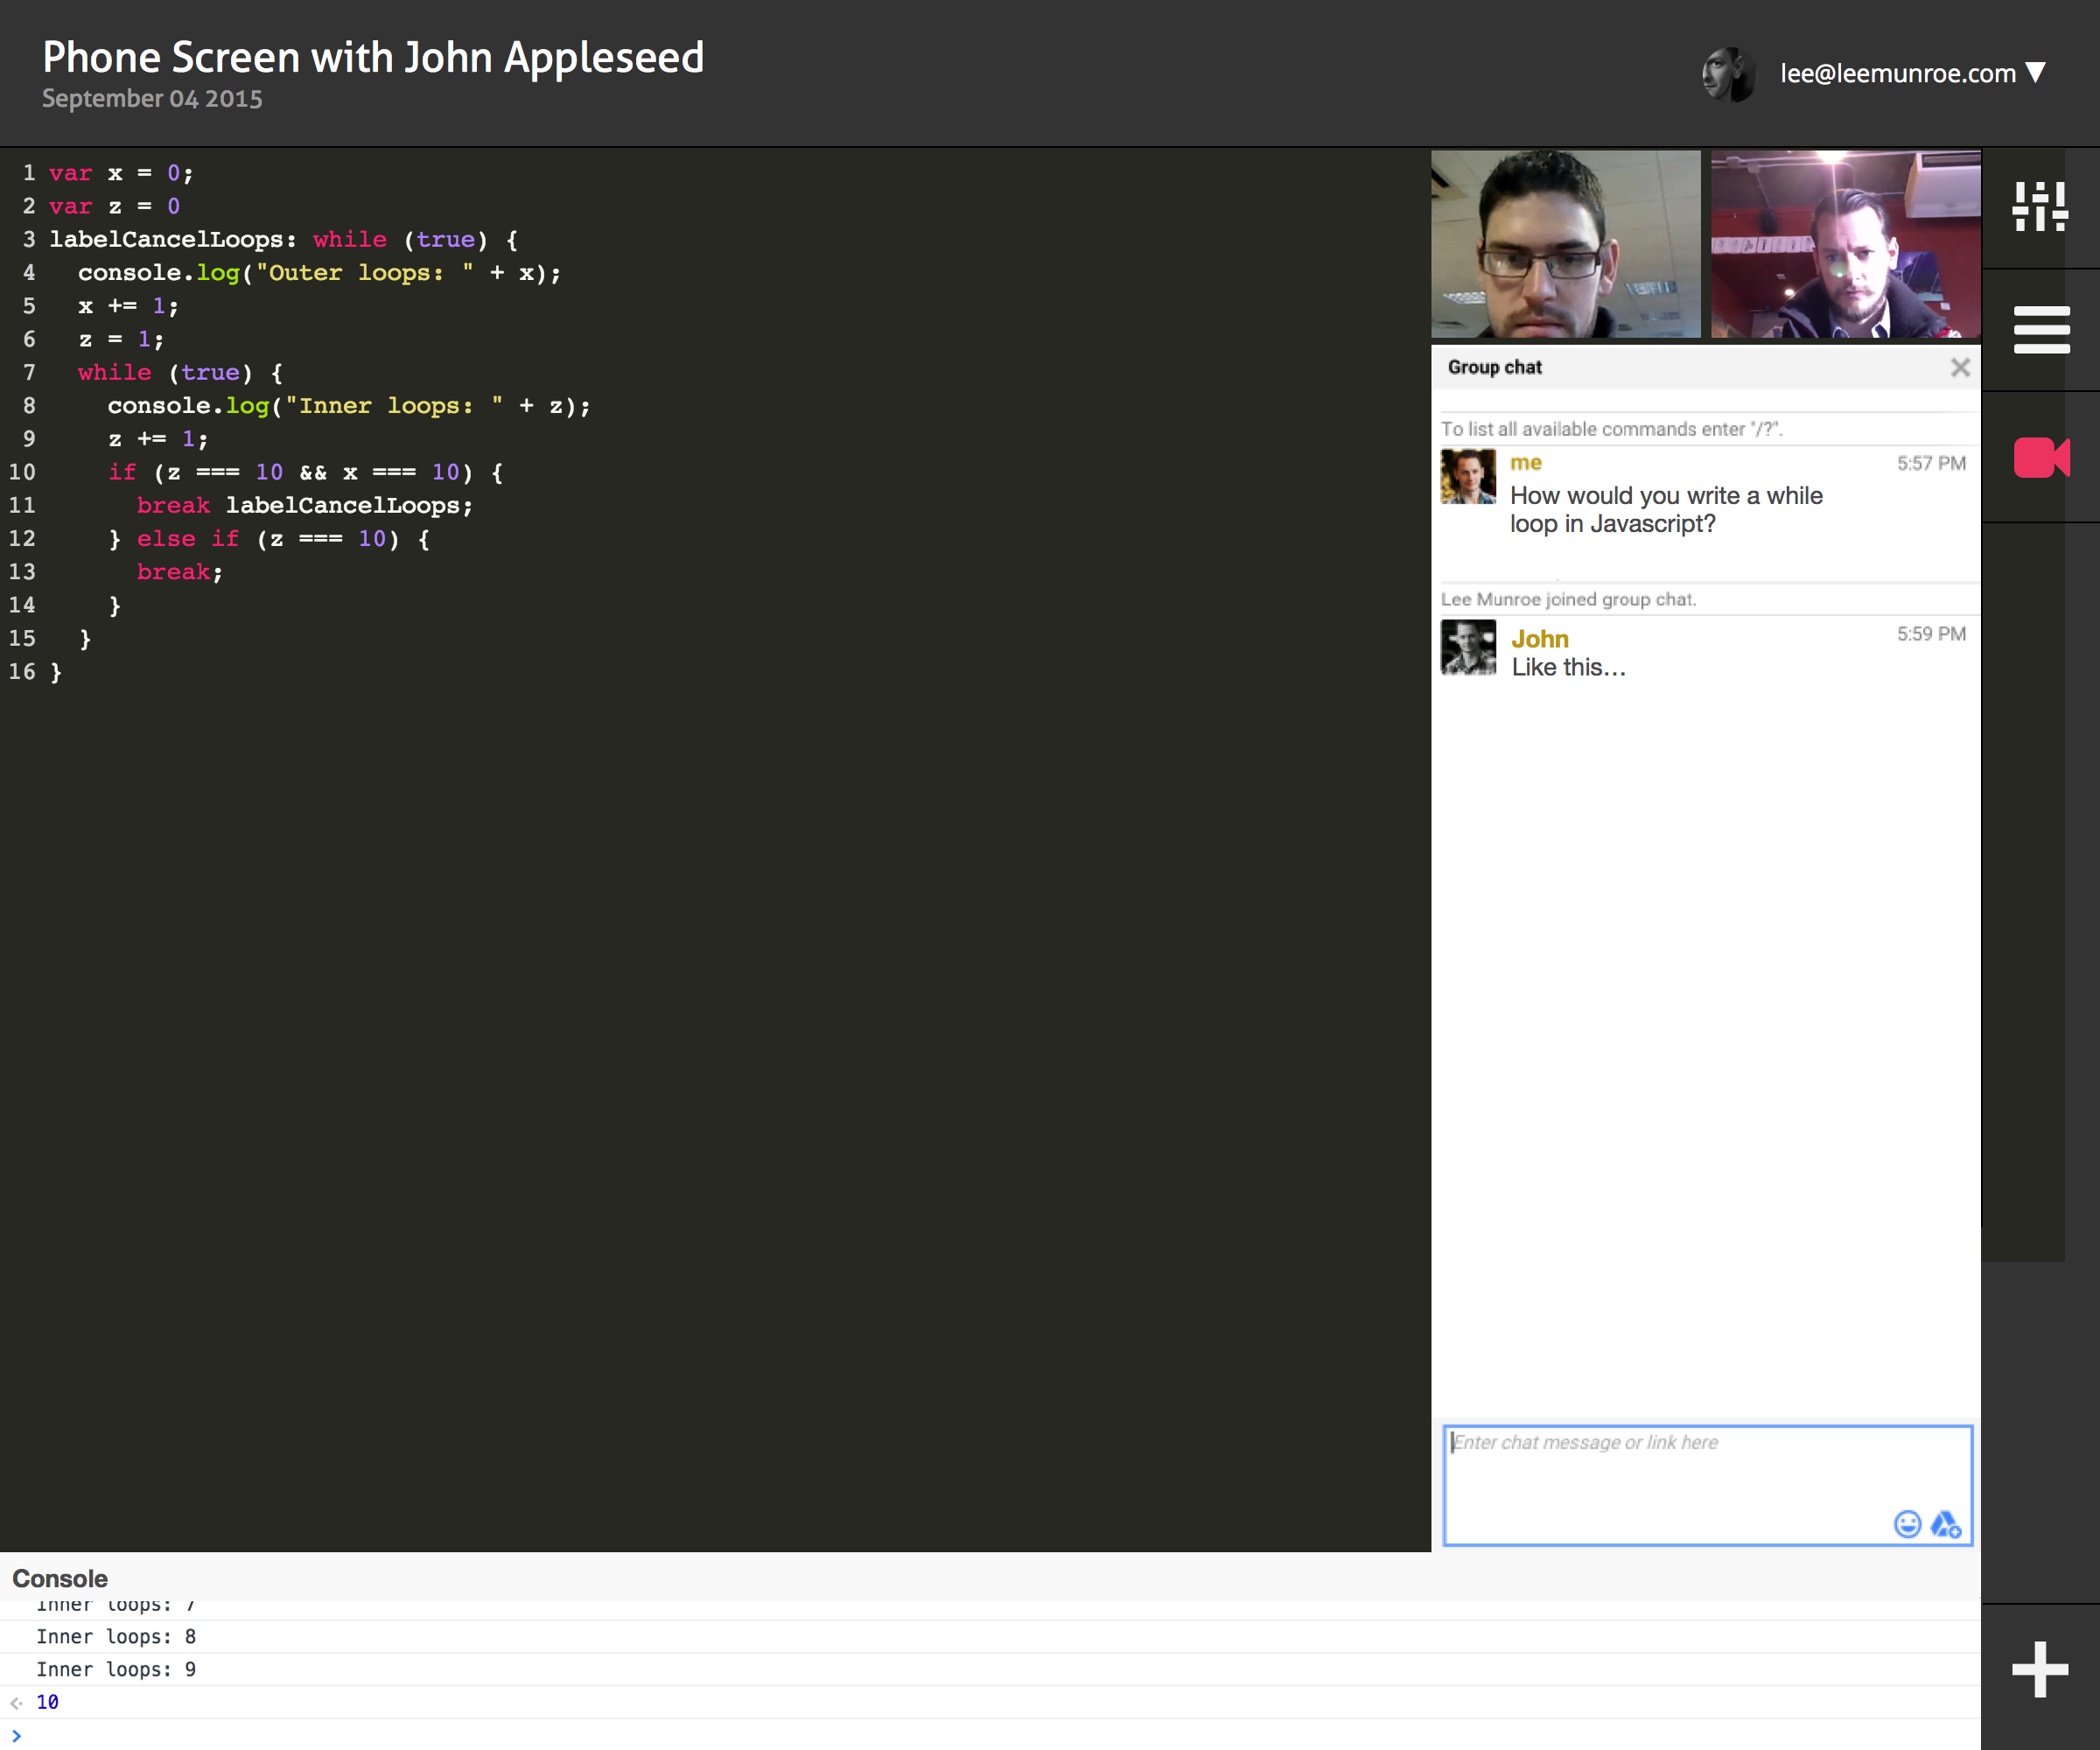 Phone Screen with John Appleseed
September 04 2015
lee@leemunroe.com
1 var x = 0;
2 var z = 0
3 labelCancelLoops: while (true) {
4   console.log("Outer loops: " + x);
5   x += 1;
6   z = 1;
7   while (true) {
8     console.log("Inner loops: " + z);
9     z += 1;
10     if (z === 10 && x === 10) {
11       break labelCancelLoops;
12     } else if (z === 10) {
13       break;
14     }
15   }
16 }
Group chat
To list all available commands enter "/?".
me 5:57 PM
How would you write a while
loop in Javascript?
Lee Munroe joined group chat.
John 5:59 PM
Like this...
Enter chat message or link here
Console
Inner loops: 7
Inner loops: 8
Inner loops: 9
10